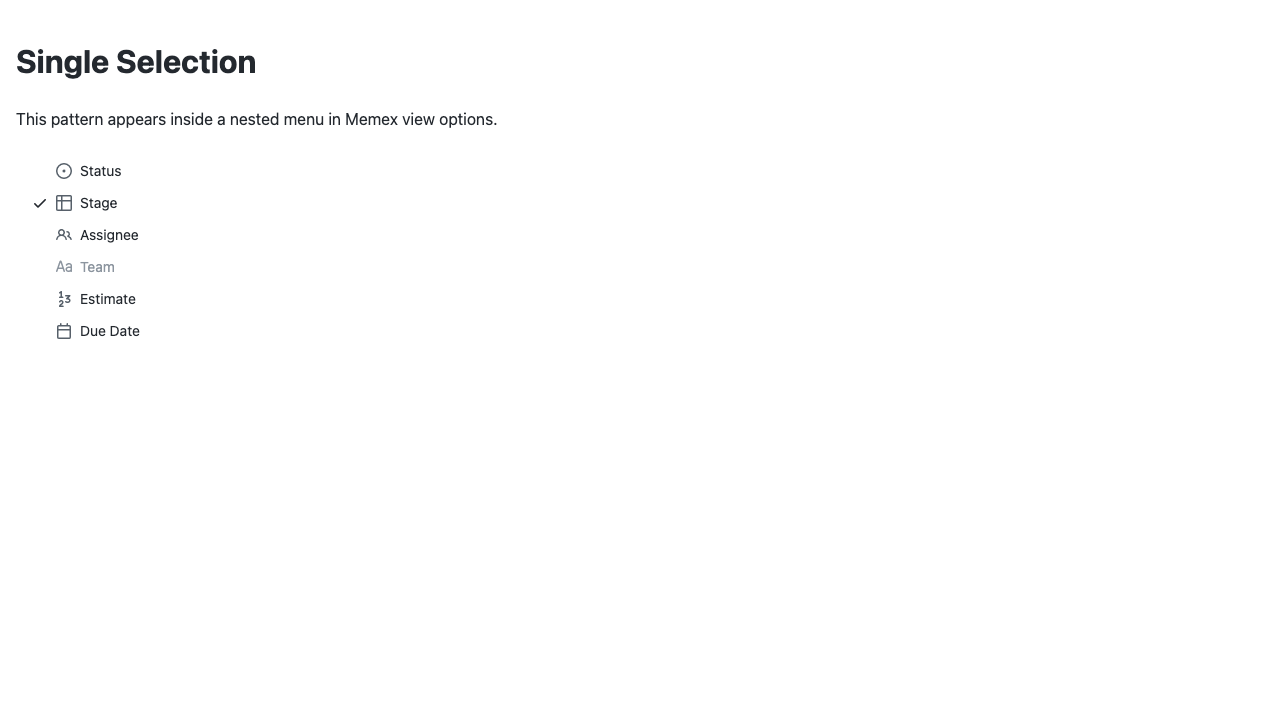 Single Selection
This pattern appears inside a nested menu in Memex view options.
Status
Stage
Assignee
Aa Team
Estimate
Due Date